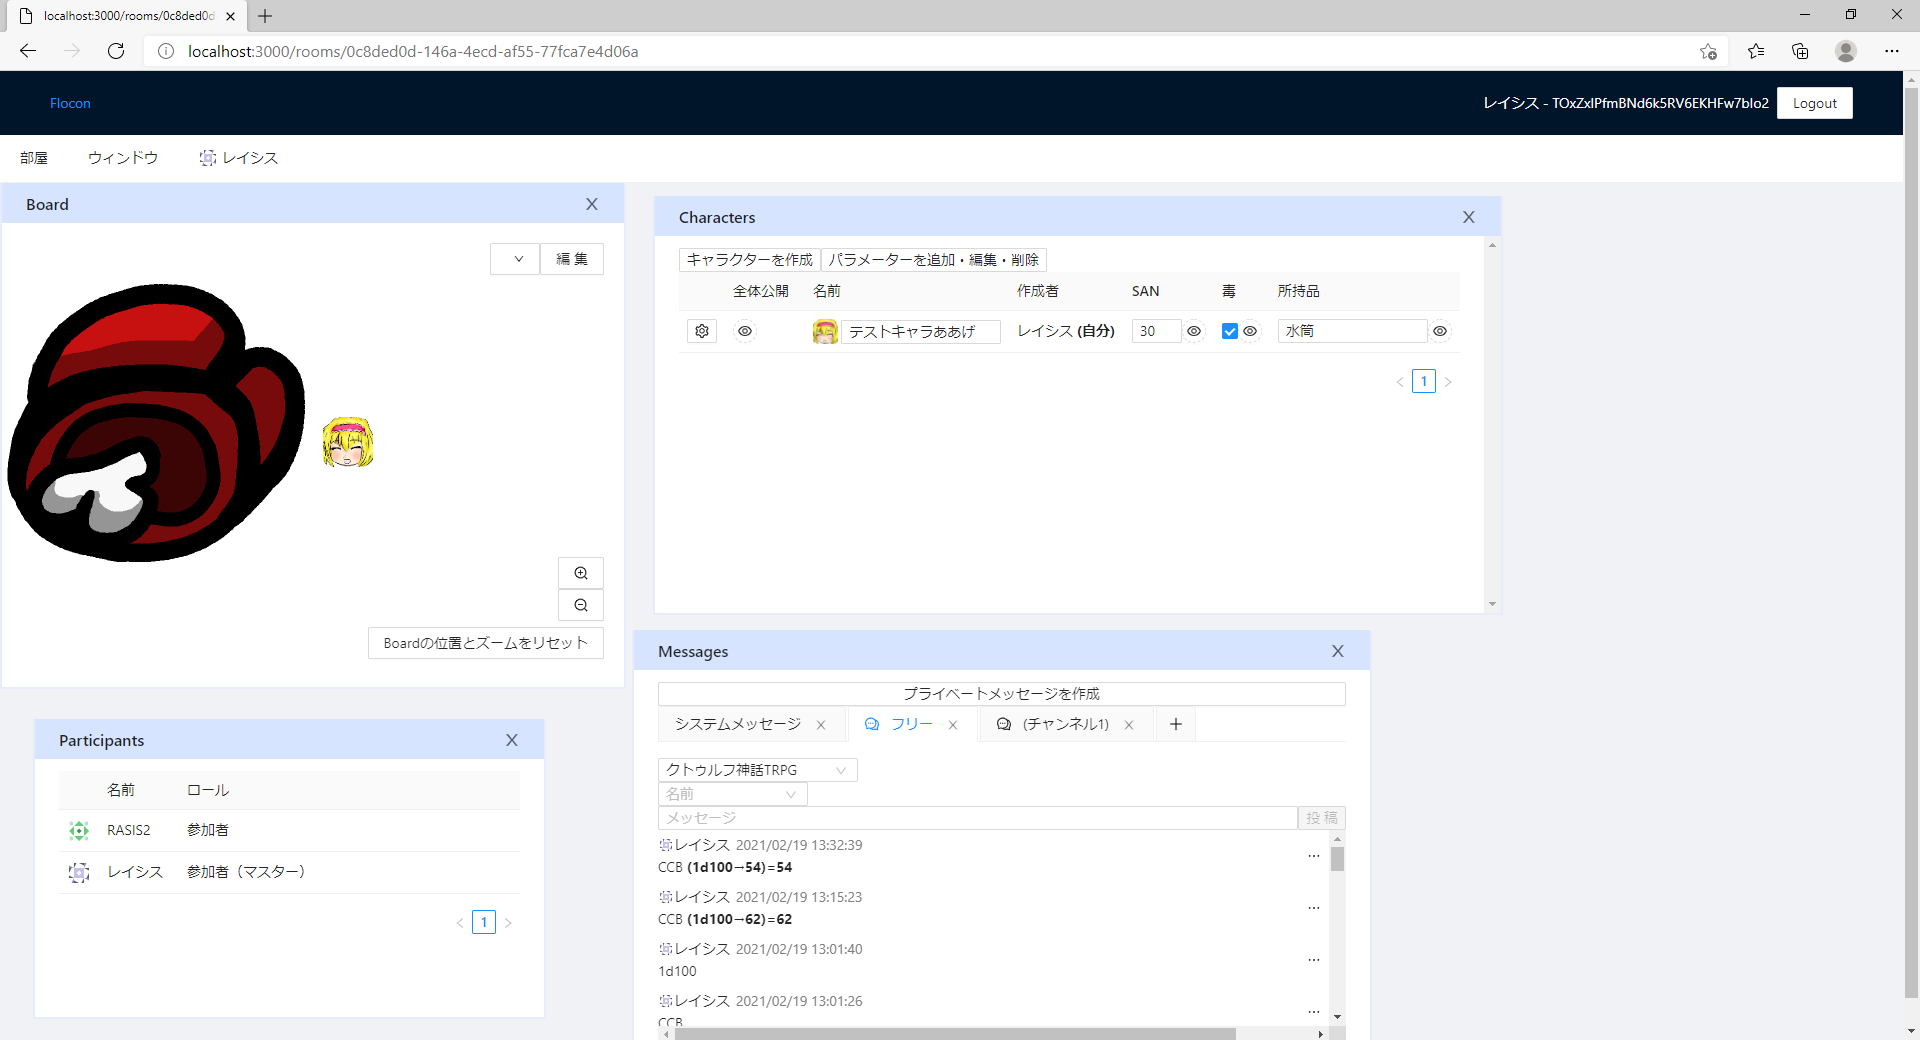 localhost:3000/rooms/0c8ded0d
localhost:3000/rooms/0c8ded0d-146a-4ecd-af55-77fca7e4d06a
Flocon
レイシス - TOxZxIPfmBNd6k5RV6EKHFw7bIo2
Logout
部屋
ウィンドウ
レイシス
Board
X
編 集
Boardの位置とズームをリセット
Characters
X
キャラクターを作成
パラメーターを追加・編集・削除
全体公開 名前 作成者 SAN 毒 所持品
テストキャラああげ レイシス (自分) 30 水筒
1
Participants
X
名前 ロール
RASIS2 参加者
レイシス 参加者（マスター）
1
Messages
X
プライベートメッセージを作成
システムメッセージ
フリー
(チャンネル1)
クトゥルフ神話TRPG
名前
メッセージ
投 稿
レイシス 2021/02/19 13:32:39
CCB (1d100→54)=54
レイシス 2021/02/19 13:15:23
CCB (1d100→62)=62
レイシス 2021/02/19 13:01:40
1d100
レイシス 2021/02/19 13:01:26
CCB